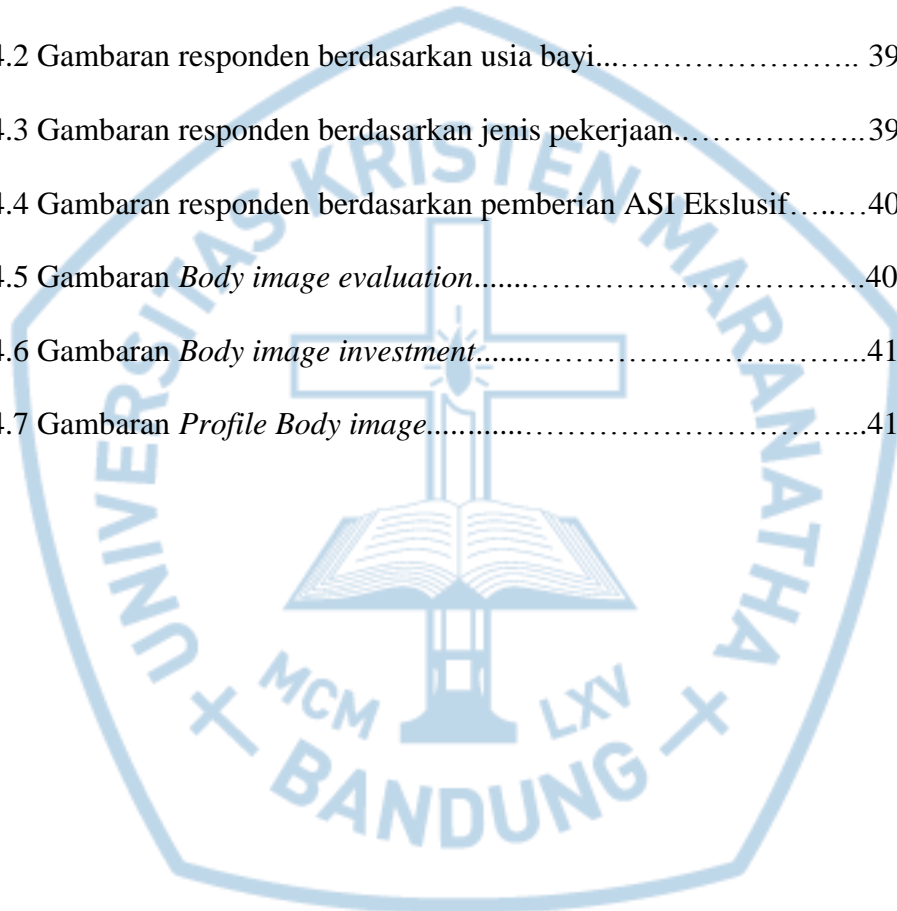 4.2 Gambaran responden berdasarkan usia bayi...………………….. 39
4.3 Gambaran responden berdasarkan jenis pekerjaan..……………. 39
4.4 Gambaran responden berdasarkan pemberian ASI Ekslusif…..…40
4.5 Gambaran Body image evaluation.......………………………….40
4.6 Gambaran Body image investment.......………………………….41
4.7 Gambaran Profile Body image............…………………………..41
UNIVERSITAS KRISTEN MARANATHA
MCM LXV
BANDUNG